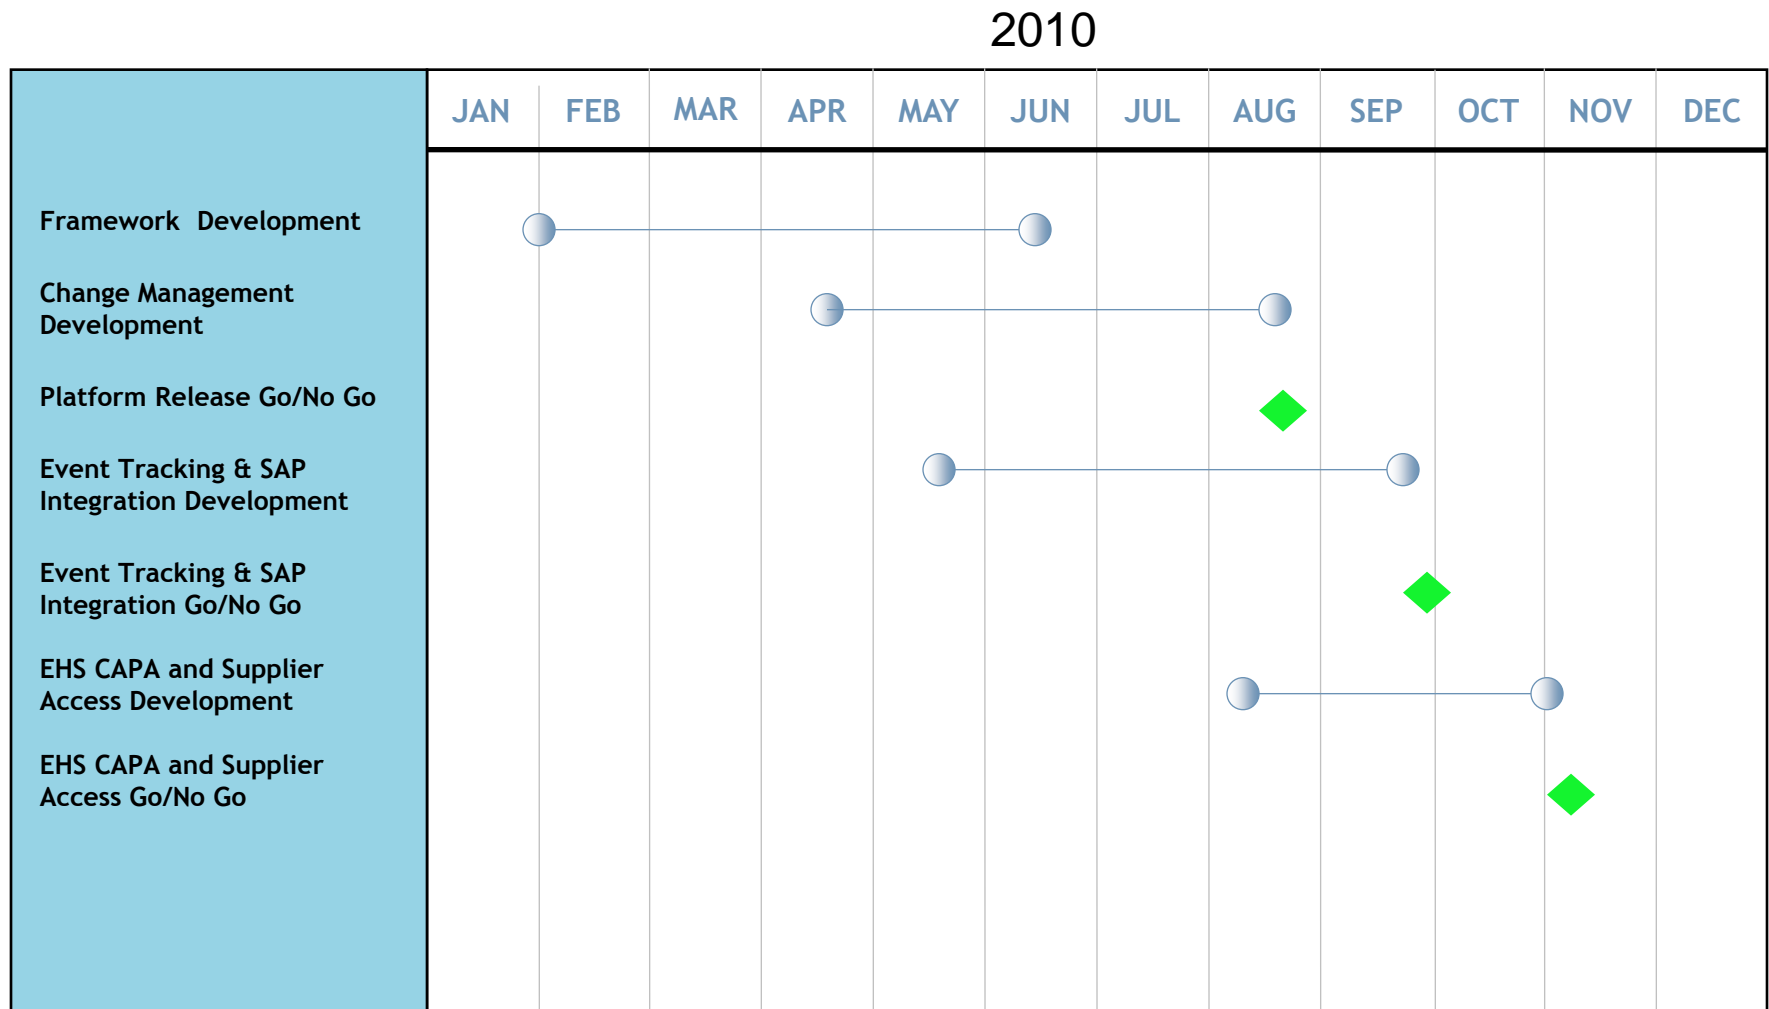 2010
JAN FEB MAR APR MAY JUN JUL AUG SEP OCT NOV DEC
Framework Development
Change Management
Development
Platform Release Go/No Go
Event Tracking & SAP
Integration Development
Event Tracking & SAP
Integration Go/No Go
EHS CAPA and Supplier
Access Development
EHS CAPA and Supplier
Access Go/No Go